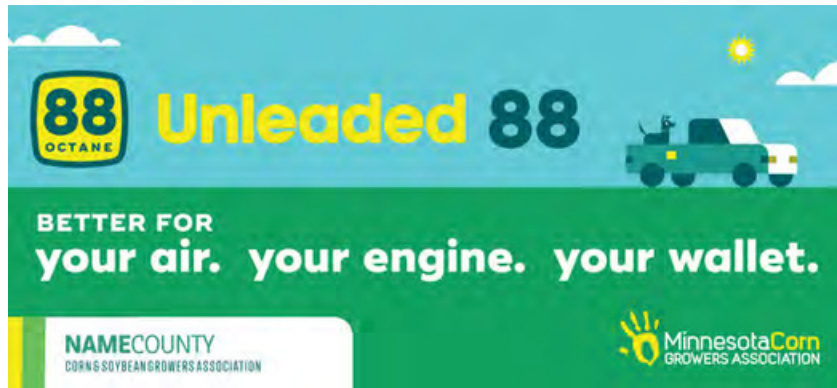 88
OCTANE
Unleaded 88
BETTER FOR
your air. your engine. your wallet.
NAMECOUNTY
CORN & SOYBEAN GROWERS ASSOCIATION
MinnesotaCorn
GROWERS ASSOCIATION